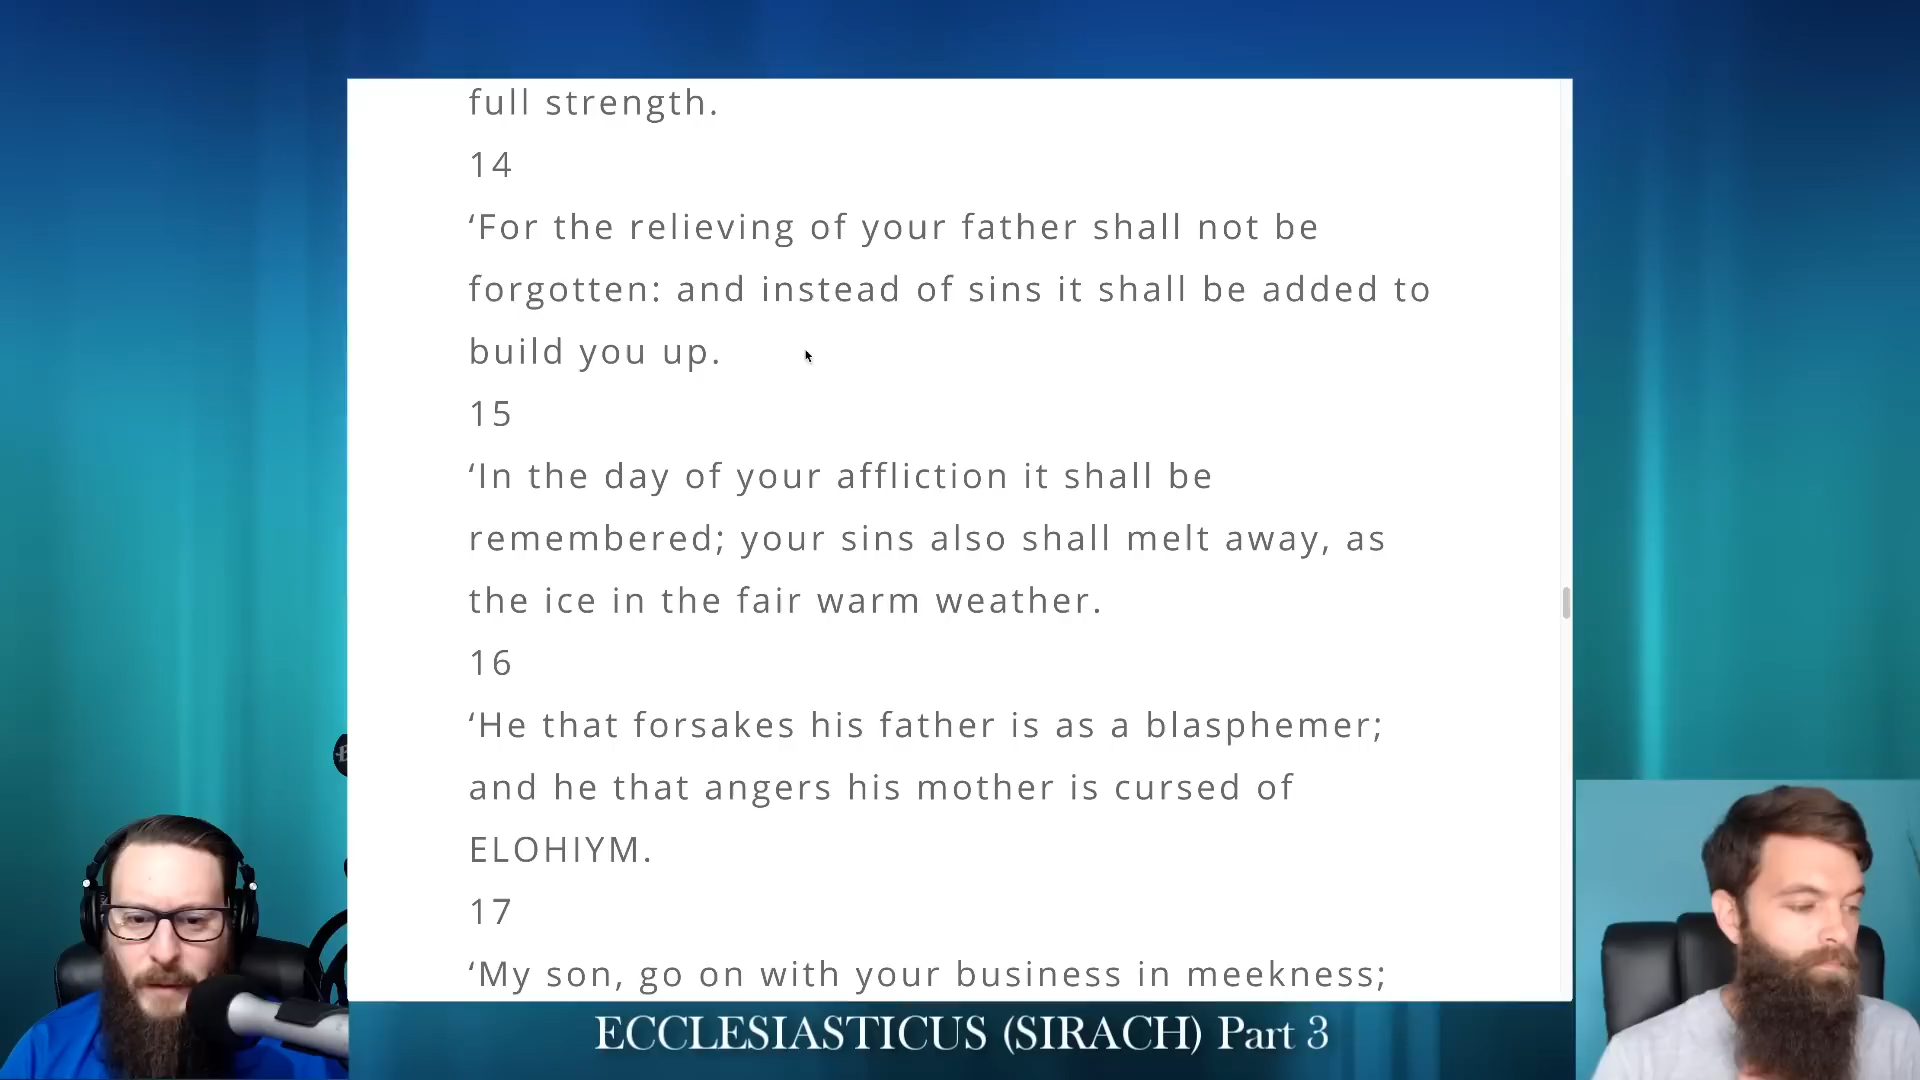 full strength.
14
‘For the relieving of your father shall not be
forgotten: and instead of sins it shall be added to
build you up.
15
‘In the day of your affliction it shall be
remembered; your sins also shall melt away, as
the ice in the fair warm weather.
16
‘He that forsakes his father is as a blasphemer;
and he that angers his mother is cursed of
ELOHIYM.
17
‘My son, go on with your business in meekness;
ECCLESIASTICUS (SIRACH) Part 3